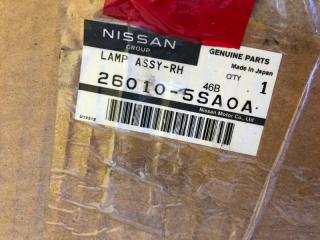 NISSAN
GROUP
GENUINE PARTS
Made in Japan
LAMP ASSY-RH
QTY
46B
1
26010-5SA0A
Nissan Motor Co., Ltd